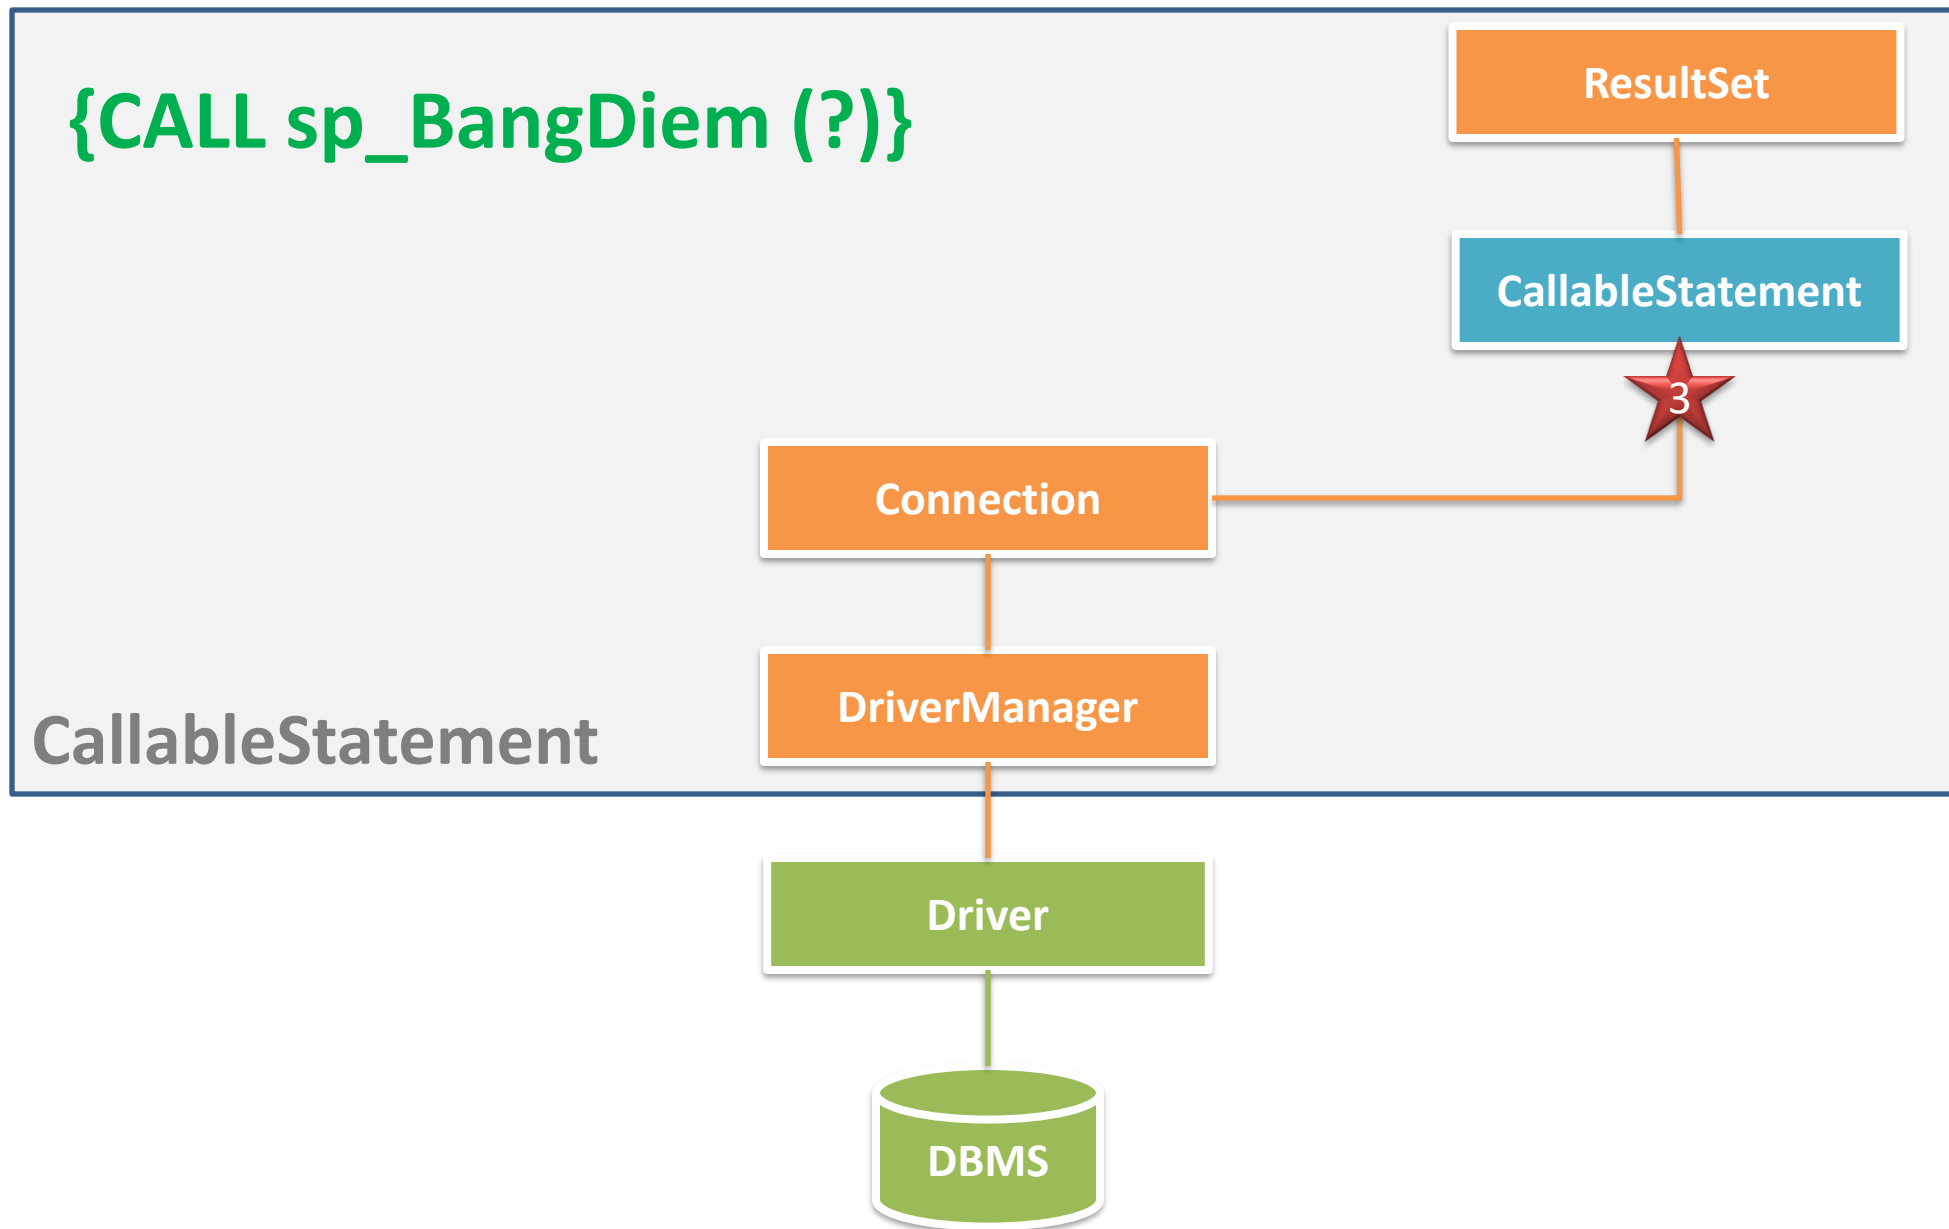 {CALL sp_BangDiem (?)}
ResultSet
CallableStatement
3
Connection
DriverManager
CallableStatement
Driver
DBMS